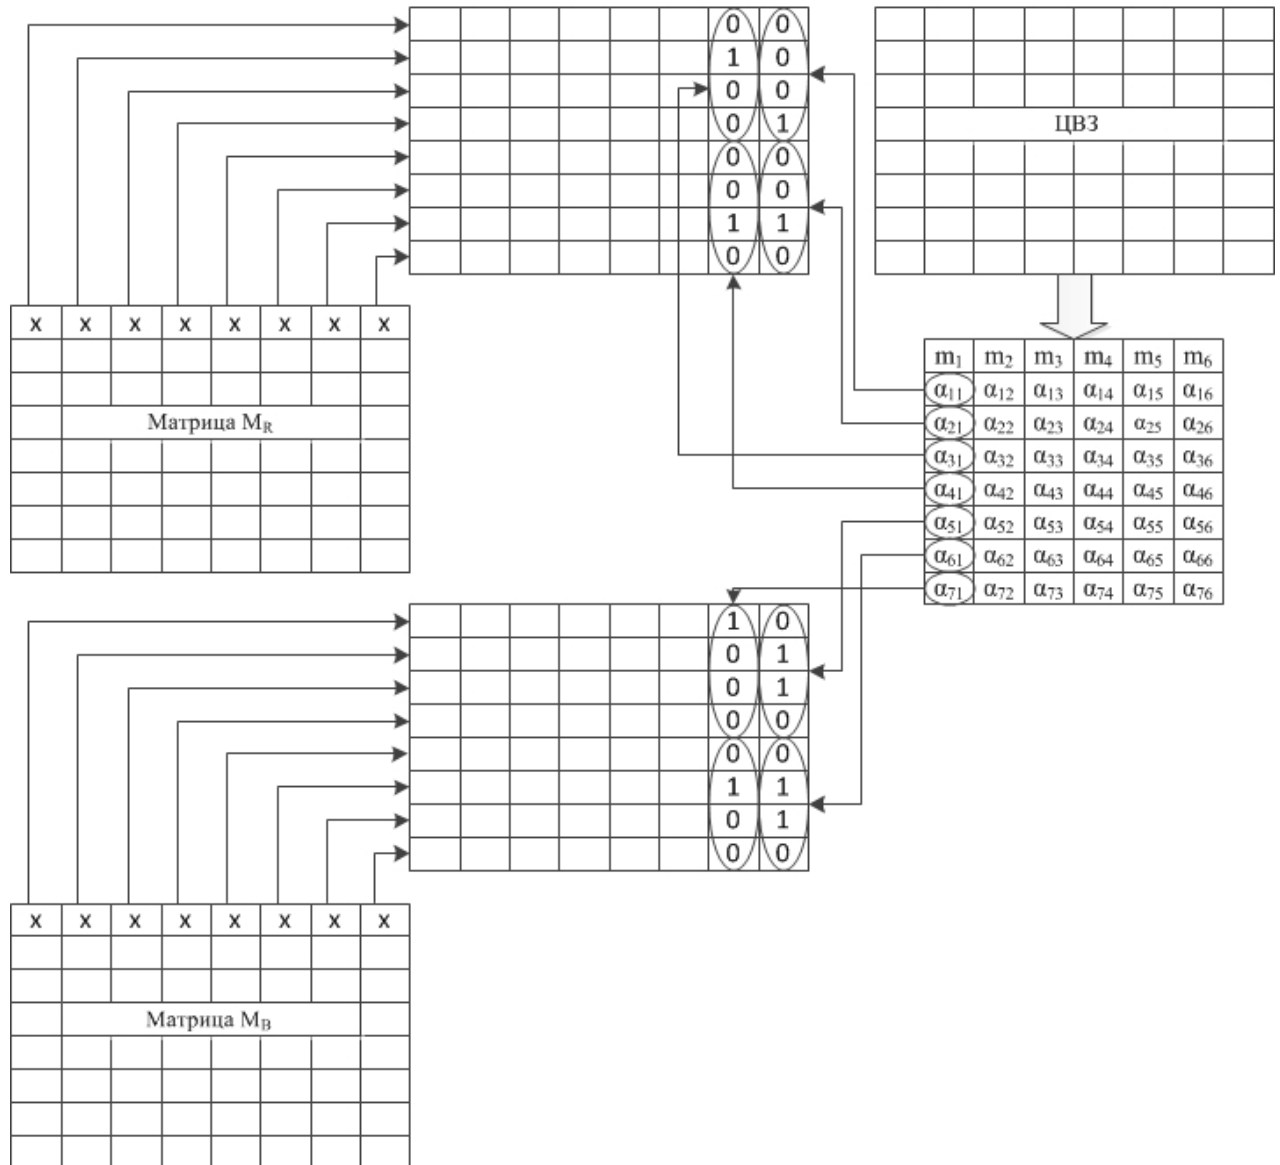 0 0
1 0
0 0
0 1
0 0
0 0
1 1
0 0
ЦВЗ
x x x x x x x x
Матрица M_R
m₁ m₂ m₃ m₄ m₅ m₆
α₁₁ α₁₂ α₁₃ α₁₄ α₁₅ α₁₆
α₂₁ α₂₂ α₂₃ α₂₄ α₂₅ α₂₆
α₃₁ α₃₂ α₃₃ α₃₄ α₃₅ α₃₆
α₄₁ α₄₂ α₄₃ α₄₄ α₄₅ α₄₆
α₅₁ α₅₂ α₅₃ α₅₄ α₅₅ α₅₆
α₆₁ α₆₂ α₆₃ α₆₄ α₆₅ α₆₆
α₇₁ α₇₂ α₇₃ α₇₄ α₇₅ α₇₆
1 0
0 1
0 1
0 0
0 0
1 1
0 1
0 0
x x x x x x x x
Матрица M_B